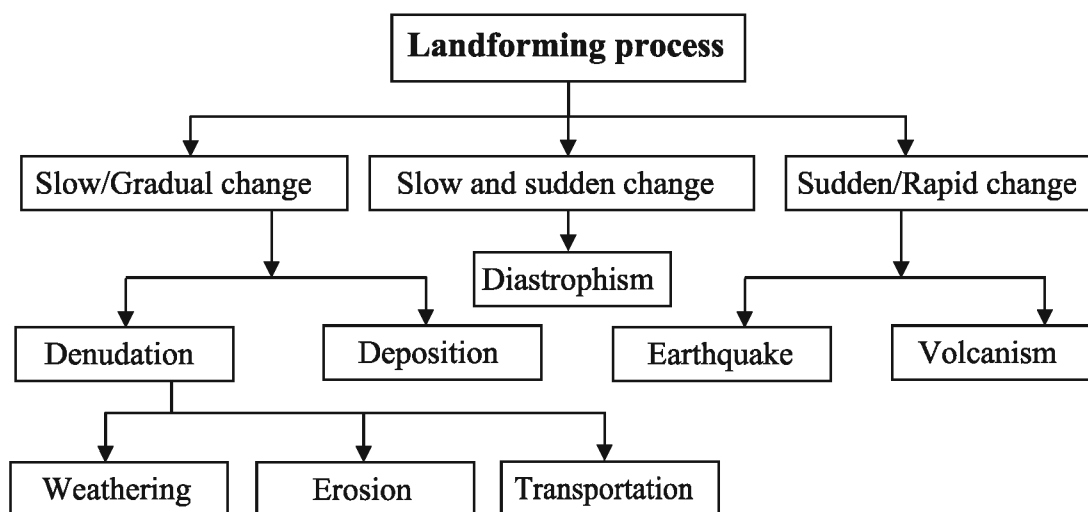 Landforming process
Slow/Gradual change
Slow and sudden change
Sudden/Rapid change
Diastrophism
Denudation
Deposition
Earthquake
Volcanism
Weathering
Erosion
Transportation